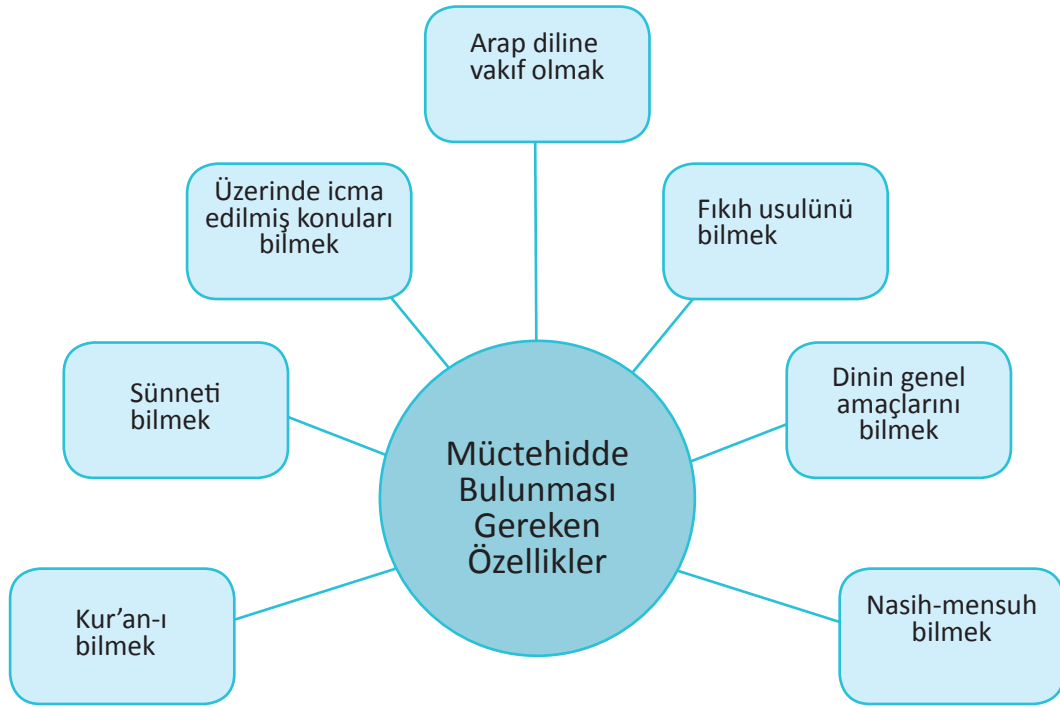 Arap diline
vakıf olmak
Üzerinde icma
edilmiş konuları
bilmek
Fıkıh usulünü
bilmek
Sünneti
bilmek
Dinin genel
amaçlarını
bilmek
Müctehidde
Bulunması
Gereken
Özellikler
Kur’an-ı
bilmek
Nasih-mensuh
bilmek